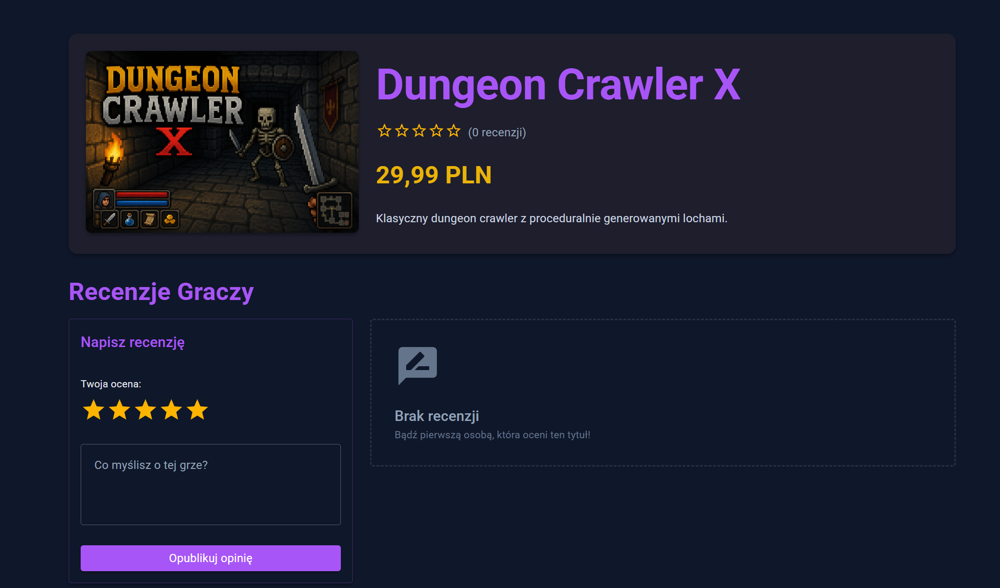 DUNGEON
CRAWLER
X
Dungeon Crawler X
(0 recenzji)
29,99 PLN
Klasyczny dungeon crawler z proceduralnie generowanymi lochami.
Recenzje Graczy
Napisz recenzję
Twoja ocena:
Co myślisz o tej grze?
Opublikuj opinię
Brak recenzji
Bądź pierwszą osobą, która oceni ten tytuł!